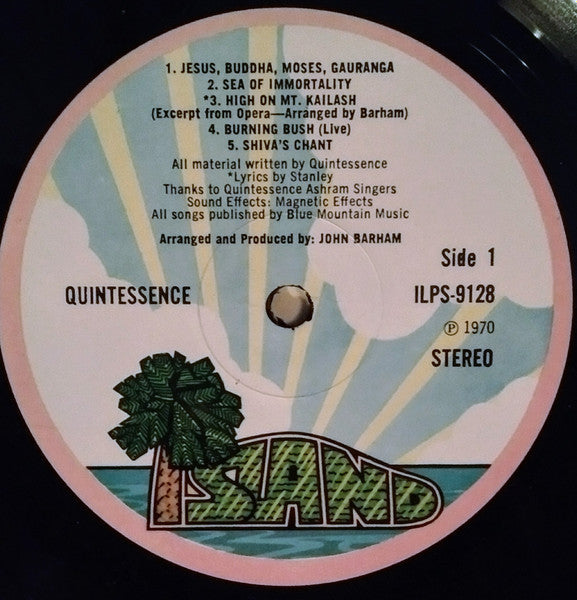 1. JESUS, BUDDHA, MOSES, GAURANGA
2. SEA OF IMMORTALITY
*3. HIGH ON MT. KAILASH
(Excerpt from Opera—Arranged by Barham)
4. BURNING BUSH (Live)
5. SHIVA'S CHANT
All material written by Quintessence
*Lyrics by Stanley
Thanks to Quintessence Ashram Singers
Sound Effects: Magnetic Effects
All songs published by Blue Mountain Music
Arranged and Produced by: JOHN BARHAM
Side 1
QUINTESSENCE
ILPS-9128
℗ 1970
STEREO
ISLAND